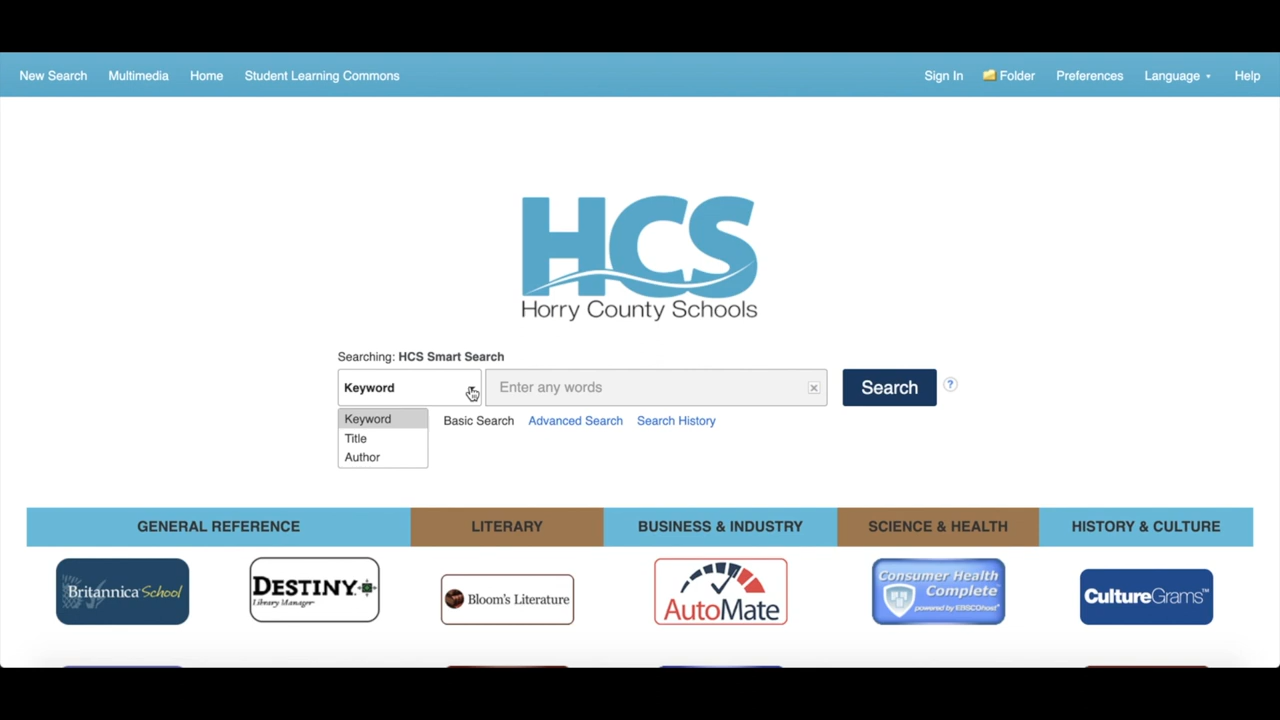 New Search Multimedia Home Student Learning Commons Sign In Folder Preferences Language Help
HCS
Horry County Schools
Searching: HCS Smart Search
Keyword Enter any words Search ?
Keyword Basic Search Advanced Search Search History
Title
Author
GENERAL REFERENCE LITERARY BUSINESS & INDUSTRY SCIENCE & HEALTH HISTORY & CULTURE
Britannica School
DESTINY
Library Manager
Bloom's Literature
AutoMate
Consumer Health
Complete
powered by EBSCOhost
CultureGrams™